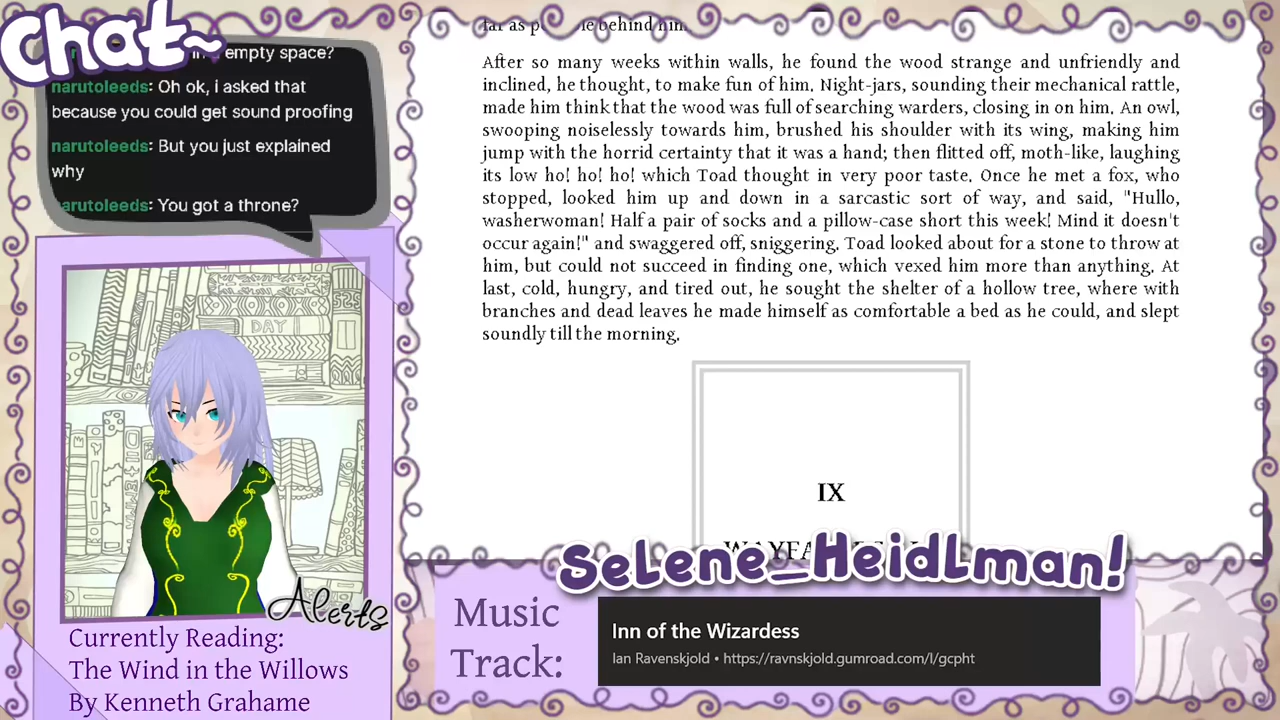 Chat~
empty space?
narutoleeds: Oh ok, i asked that
because you could get sound proofing
narutoleeds: But you just explained
why
narutoleeds: You got a throne?
DAY
Alerts
Currently Reading:
The Wind in the Willows
By Kenneth Grahame
far as behind him.
After so many weeks within walls, he found the wood strange and unfriendly and
inclined, he thought, to make fun of him. Night-jars, sounding their mechanical rattle,
made him think that the wood was full of searching warders, closing in on him. An owl,
swooping noiselessly towards him, brushed his shoulder with its wing, making him
jump with the horrid certainty that it was a hand; then flitted off, moth-like, laughing
its low ho! ho! ho! which Toad thought in very poor taste. Once he met a fox, who
stopped, looked him up and down in a sarcastic sort of way, and said, "Hullo,
washerwoman! Half a pair of socks and a pillow-case short this week! Mind it doesn't
occur again!" and swaggered off, sniggering. Toad looked about for a stone to throw at
him, but could not succeed in finding one, which vexed him more than anything. At
last, cold, hungry, and tired out, he sought the shelter of a hollow tree, where with
branches and dead leaves he made himself as comfortable a bed as he could, and slept
soundly till the morning.
IX
Selene_Heidlman!
Music
Track:
Inn of the Wizardess
Ian Ravenskjold • https://ravnskjold.gumroad.com/l/gcpht